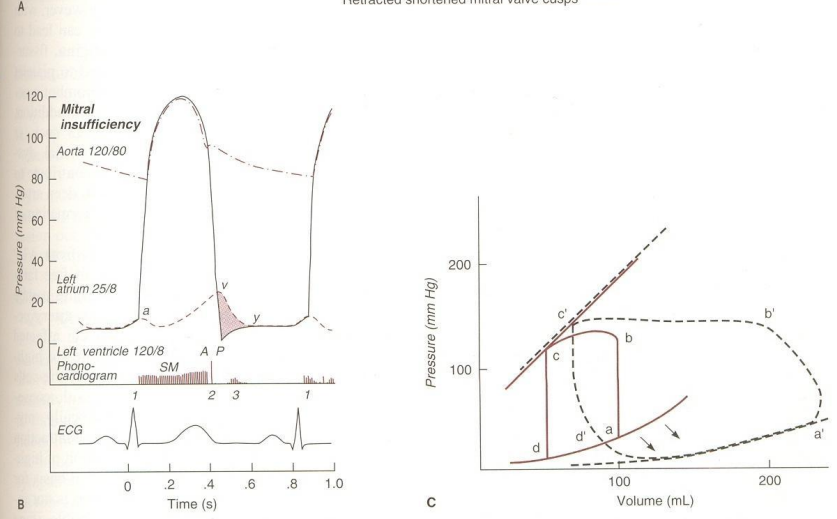 A
Retracted shortened mitral valve cusps
120
100
80
60
40
20
0
Pressure (mm Hg)
Mitral
insufficiency
Aorta 120/80
Left
atrium 25/8
a
v
y
Left ventricle 120/8
A P
Phono-
cardiogram
SM
1
2
3
1
ECG
0
.2
.4
.6
.8
1.0
Time (s)
B
200
100
Pressure (mm Hg)
c'
b'
c
b
d
d'
a
a'
100
200
Volume (mL)
C